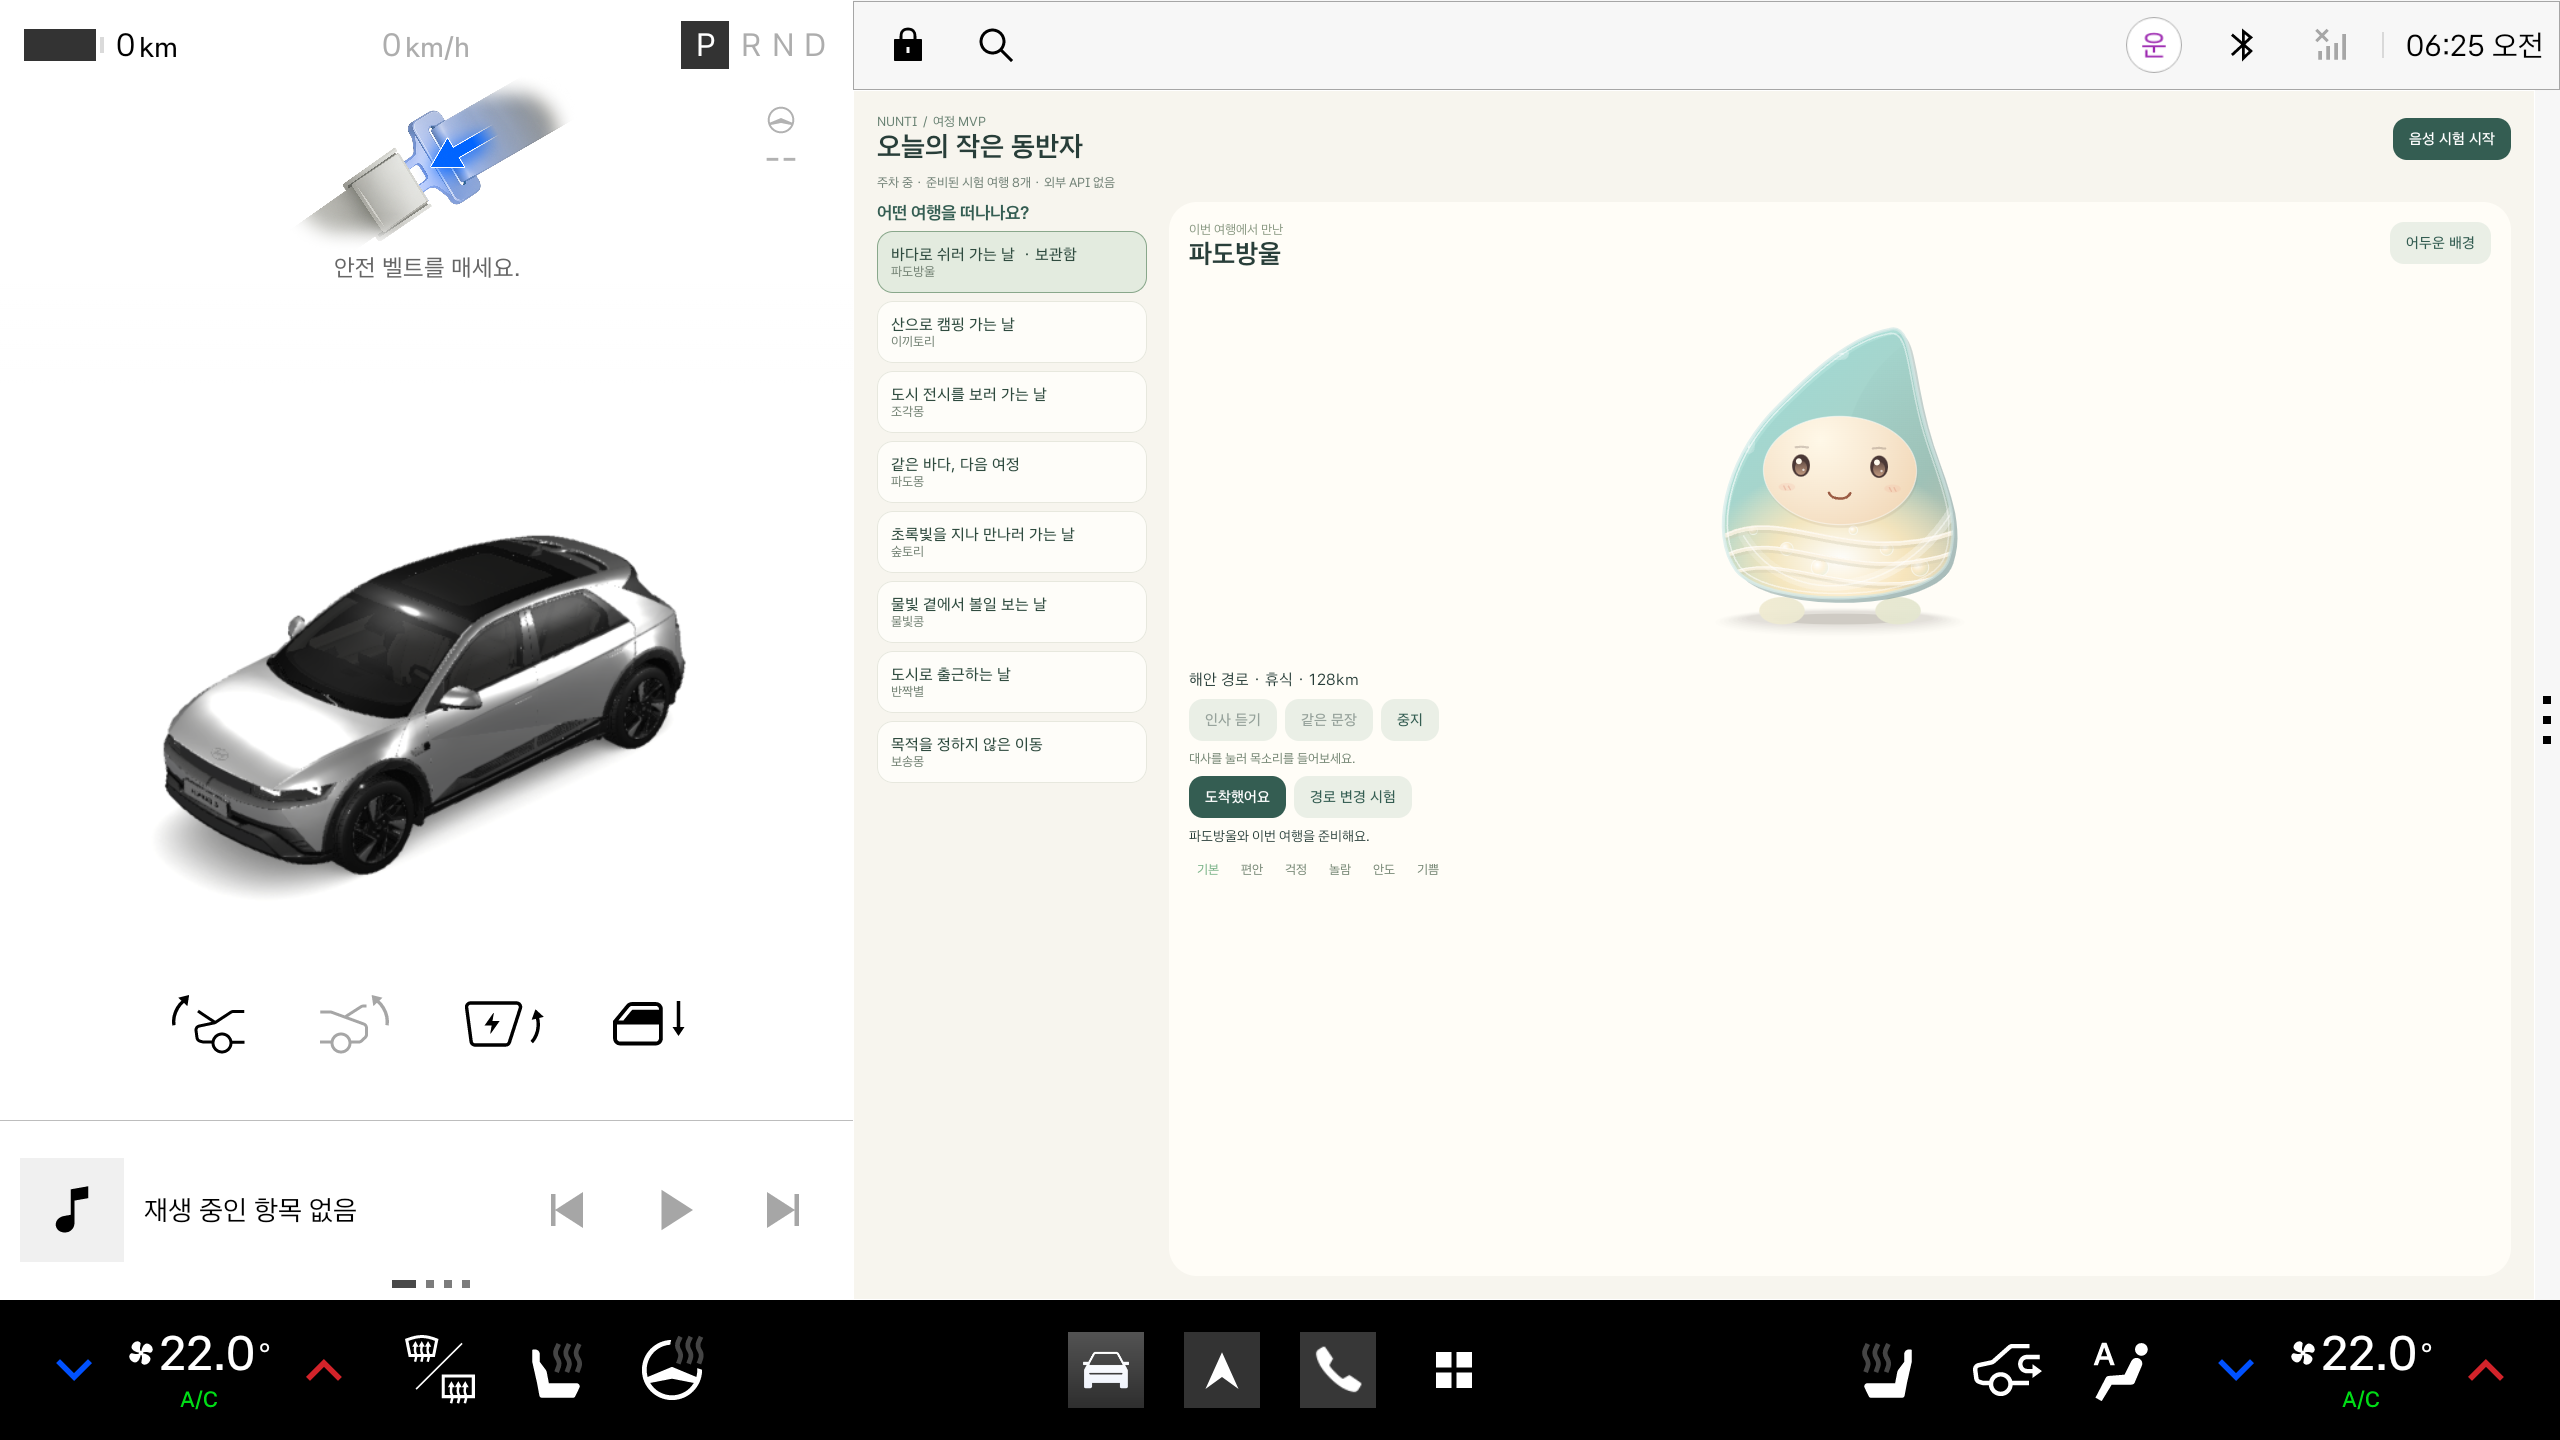 0 km
0 km/h
P R N D
안전 벨트를 매세요.
재생 중인 항목 없음
운
06:25 오전
NUNTI / 여정 MVP
오늘의 작은 동반자
주차 중 · 준비된 시험 여행 8개 · 외부 API 없음
음성 시험 시작
어떤 여행을 떠나나요?
바다로 쉬러 가는 날 · 보관함
파도방울
산으로 캠핑 가는 날
이끼토리
도시 전시를 보러 가는 날
조각몽
같은 바다, 다음 여정
파도몽
초록빛을 지나 만나러 가는 날
숲토리
물빛 곁에서 볼일 보는 날
물빛콩
도시로 출근하는 날
반짝별
목적을 정하지 않은 이동
보송몽
이번 여행에서 만난
파도방울
어두운 배경
해안 경로 · 휴식 · 128km
인사 듣기 같은 문장 중지
대사를 눌러 목소리를 들어보세요.
도착했어요 경로 변경 시험
파도방울와 이번 여행을 준비해요.
기본 편안 걱정 놀람 안도 기쁨
22.0°
A/C
A
22.0°
A/C